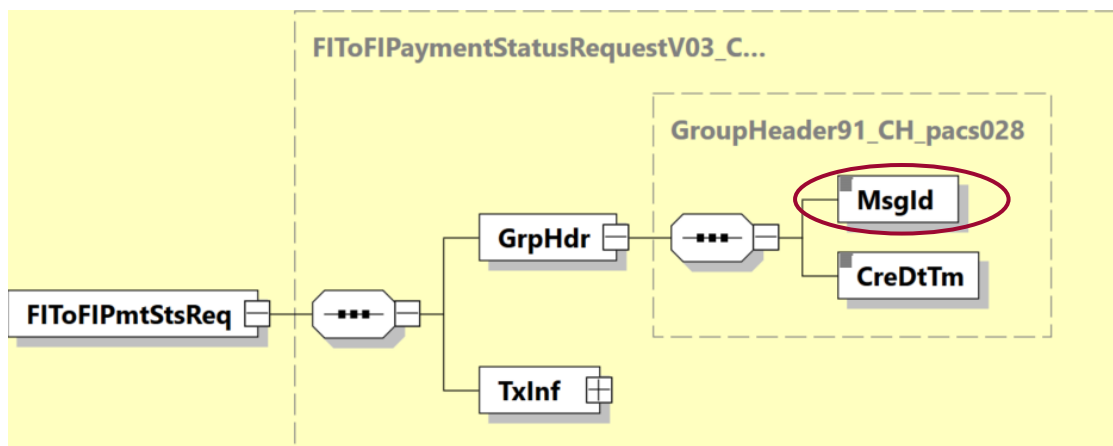 FIToFIPaymentStatusRequestV03_C...
GroupHeader91_CH_pacs028
MsgId
GrpHdr
CreDtTm
FIToFIPmtStsReq
TxInf